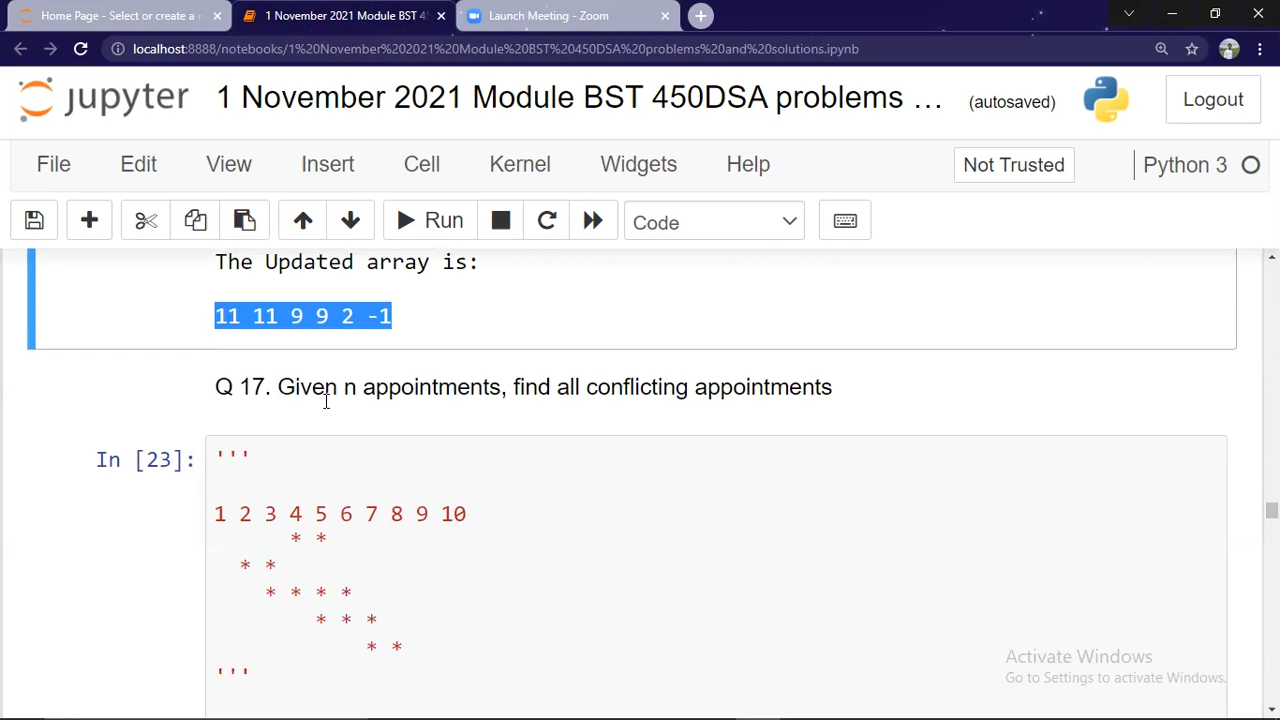 Home Page - Select or create a n
1 November 2021 Module BST 45
Launch Meeting - Zoom
localhost:8888/notebooks/1%20November%202021%20Module%20BST%20450DSA%20problems%20and%20solutions.ipynb
jupyter 1 November 2021 Module BST 450DSA problems ... (autosaved) Logout
File Edit View Insert Cell Kernel Widgets Help Not Trusted Python 3
Run Code
The Updated array is:
11 11 9 9 2 -1
Q 17. Given n appointments, find all conflicting appointments
In [23]: '''
1 2 3 4 5 6 7 8 9 10
* *
* *
* * * *
* * *
* *
'''
Activate Windows
Go to Settings to activate Windows.